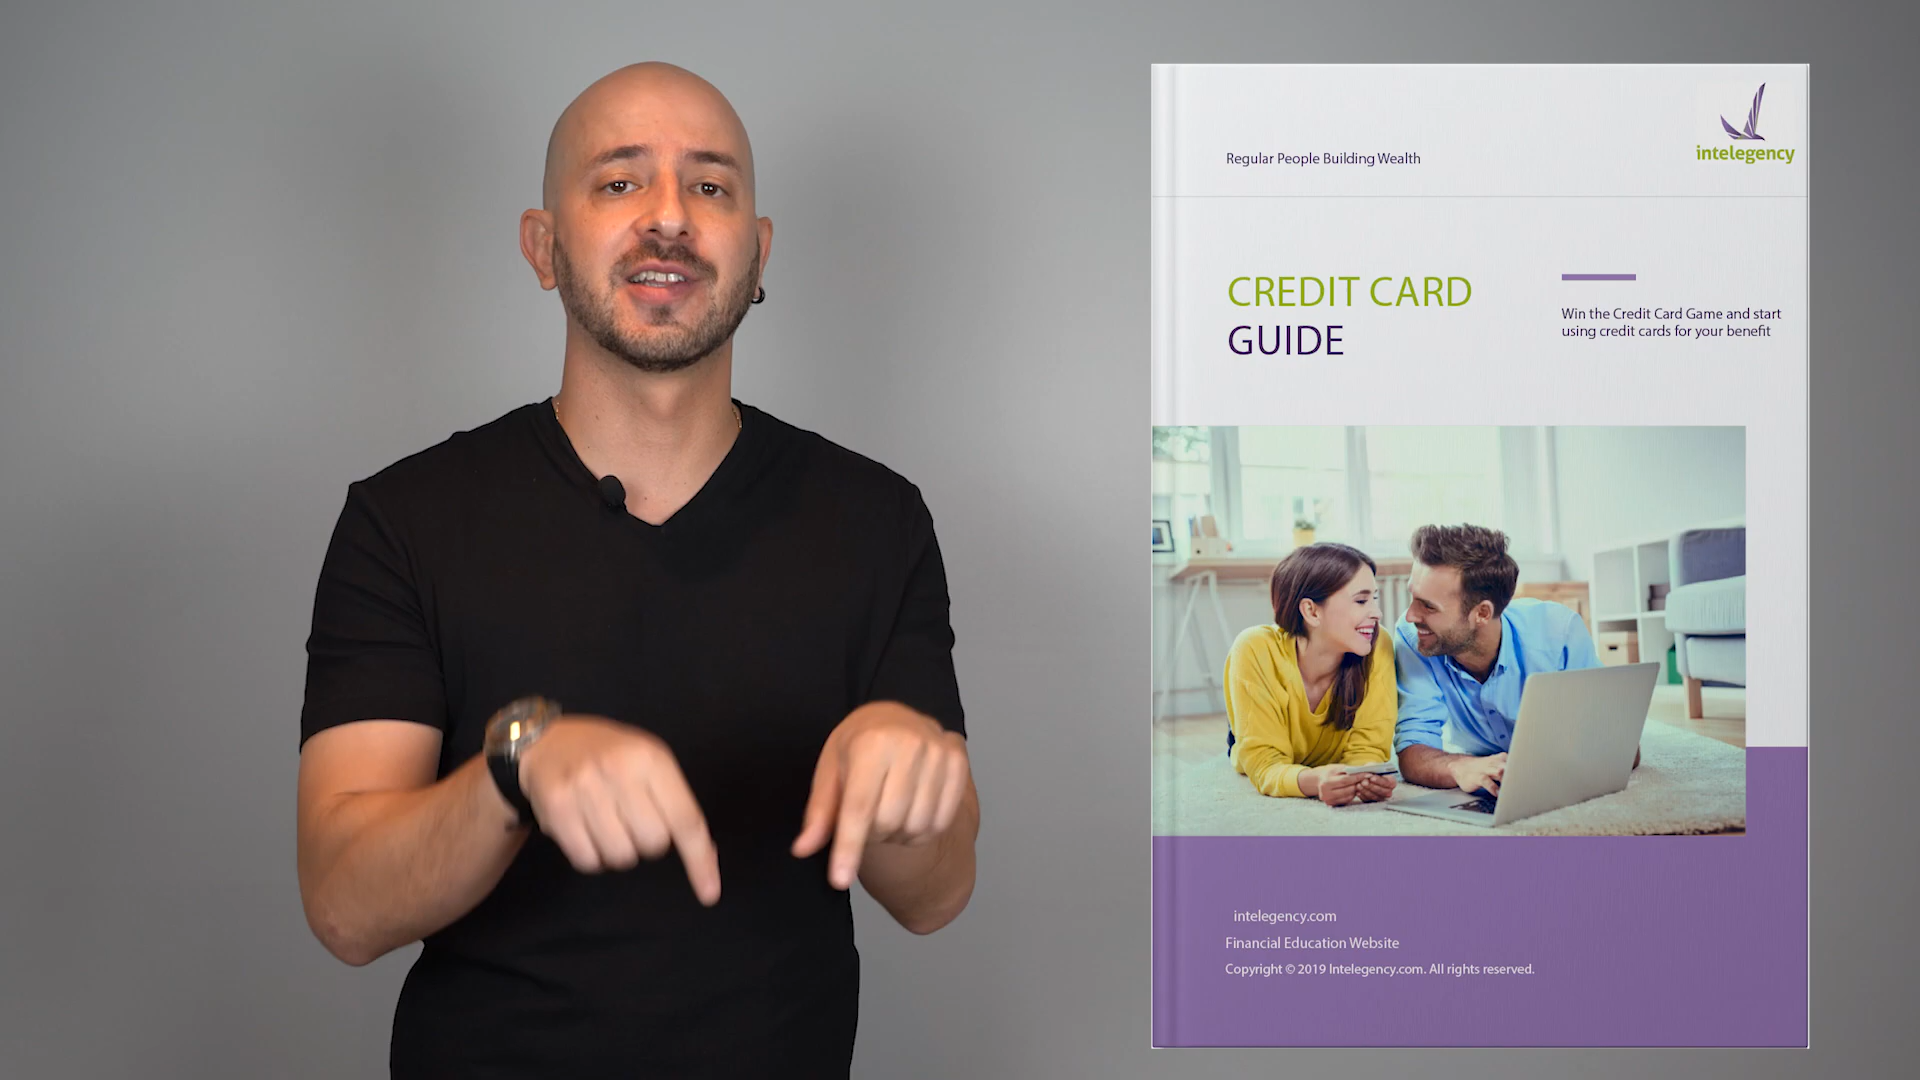 Regular People Building Wealth
intelegency
CREDIT CARD
GUIDE
Win the Credit Card Game and start
using credit cards for your benefit
intelegency.com
Financial Education Website
Copyright © 2019 Intelegency.com. All rights reserved.